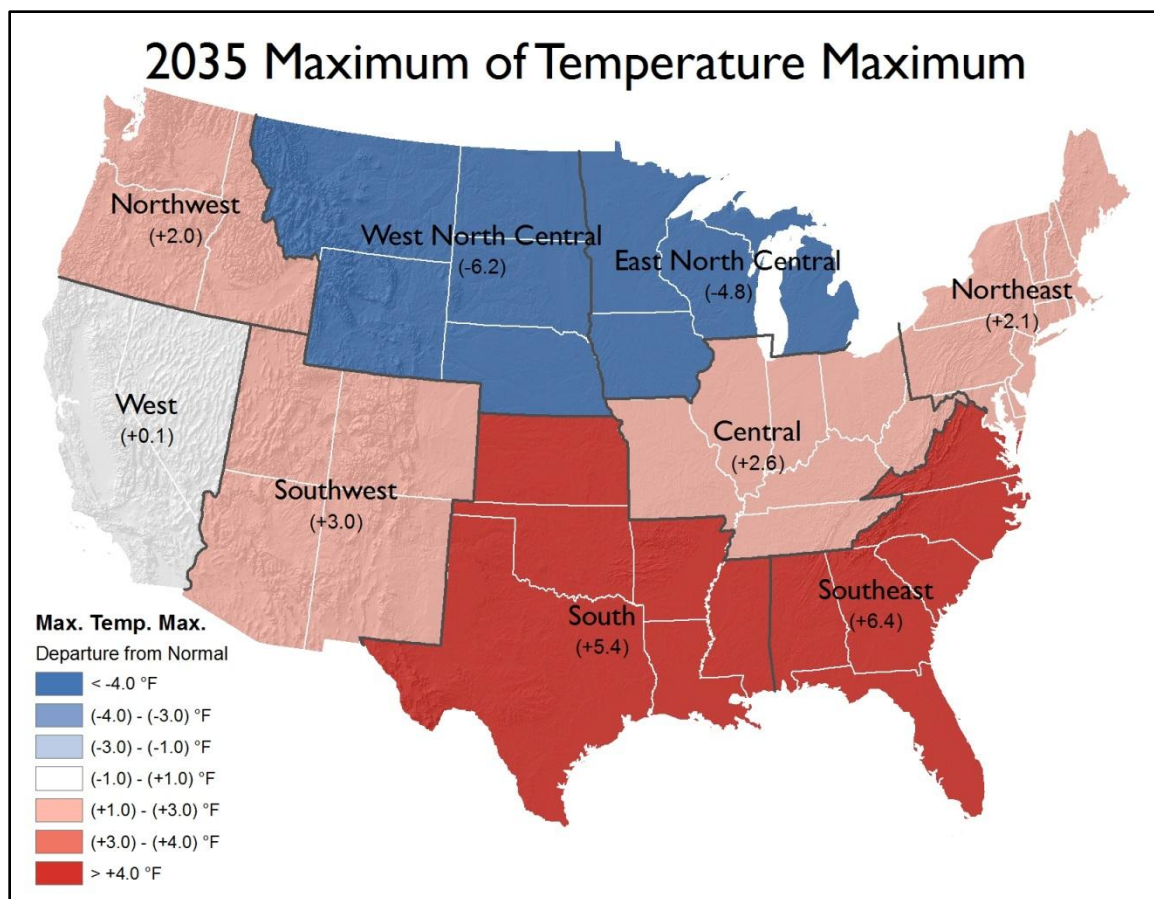 2035 Maximum of Temperature Maximum
Northwest
(+2.0)
West North Central
(-6.2)
East North Central
(-4.8)
Northeast
(+2.1)
West
(+0.1)
Southwest
(+3.0)
Central
(+2.6)
South
(+5.4)
Southeast
(+6.4)
Max. Temp. Max.
Departure from Normal
< -4.0 °F
(-4.0) - (-3.0) °F
(-3.0) - (-1.0) °F
(-1.0) - (+1.0) °F
(+1.0) - (+3.0) °F
(+3.0) - (+4.0) °F
> +4.0 °F